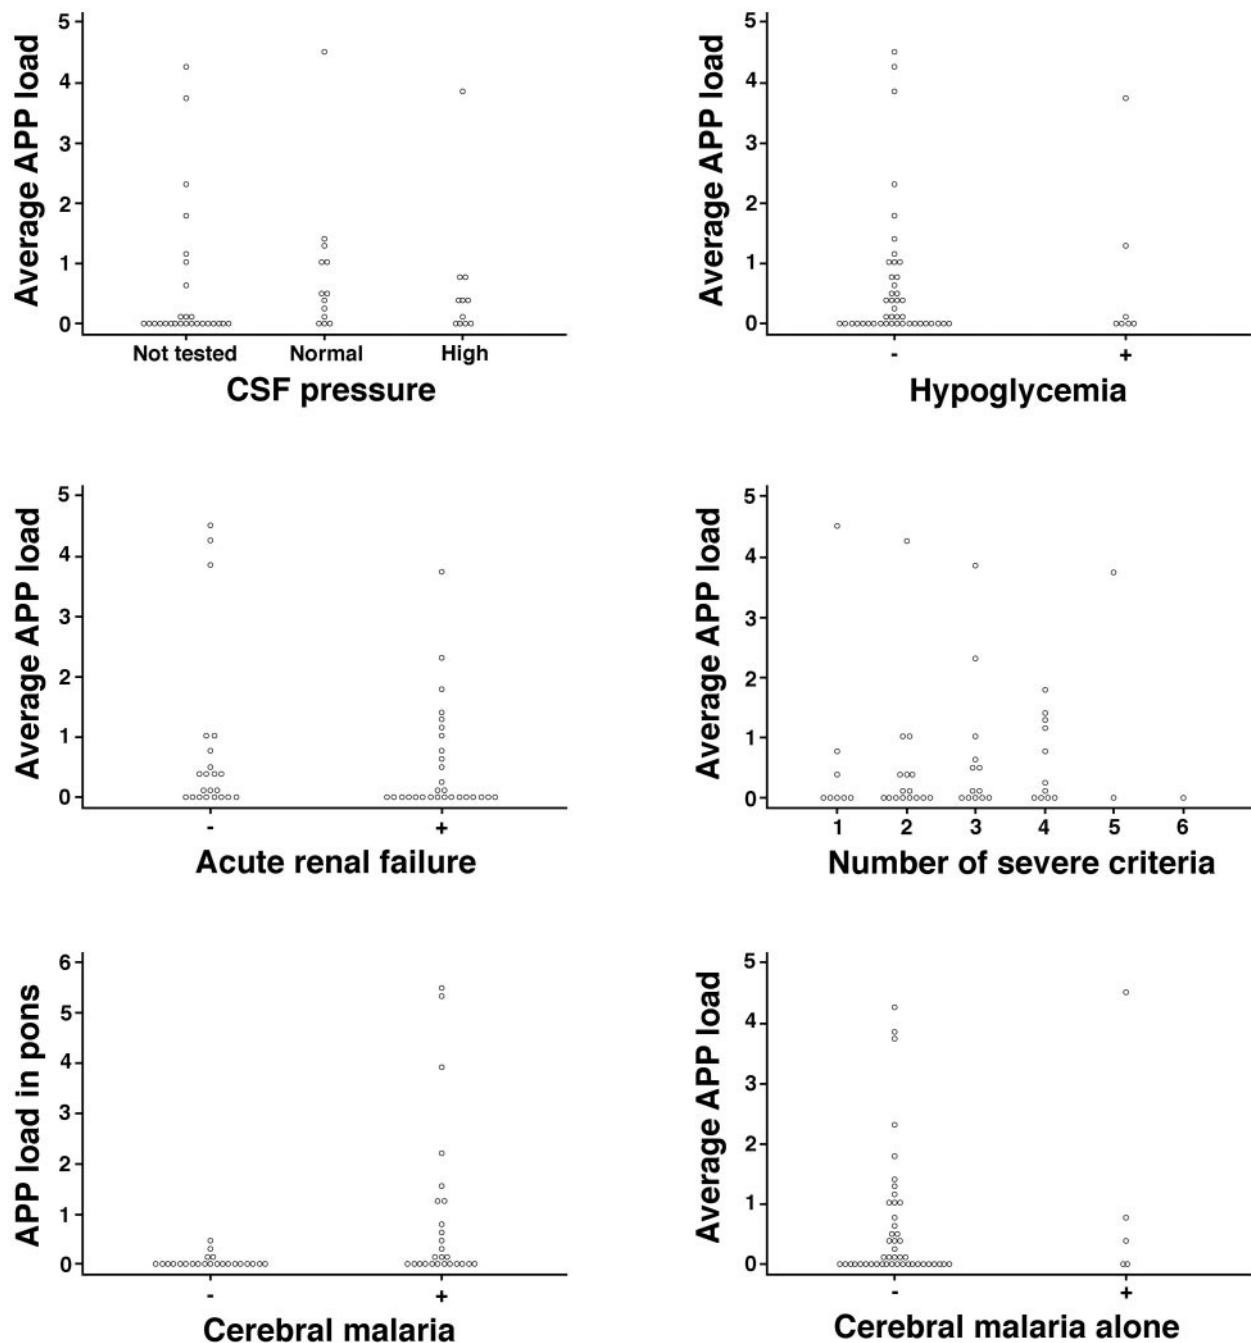 Average APP load
5
4
3
2
1
0
Not tested Normal High
CSF pressure
Average APP load
5
4
3
2
1
0
- +
Hypoglycemia
Average APP load
5
4
3
2
1
0
- +
Acute renal failure
Average APP load
5
4
3
2
1
0
1 2 3 4 5 6
Number of severe criteria
APP load in pons
6
5
4
3
2
1
0
- +
Cerebral malaria
Average APP load
5
4
3
2
1
0
- +
Cerebral malaria alone